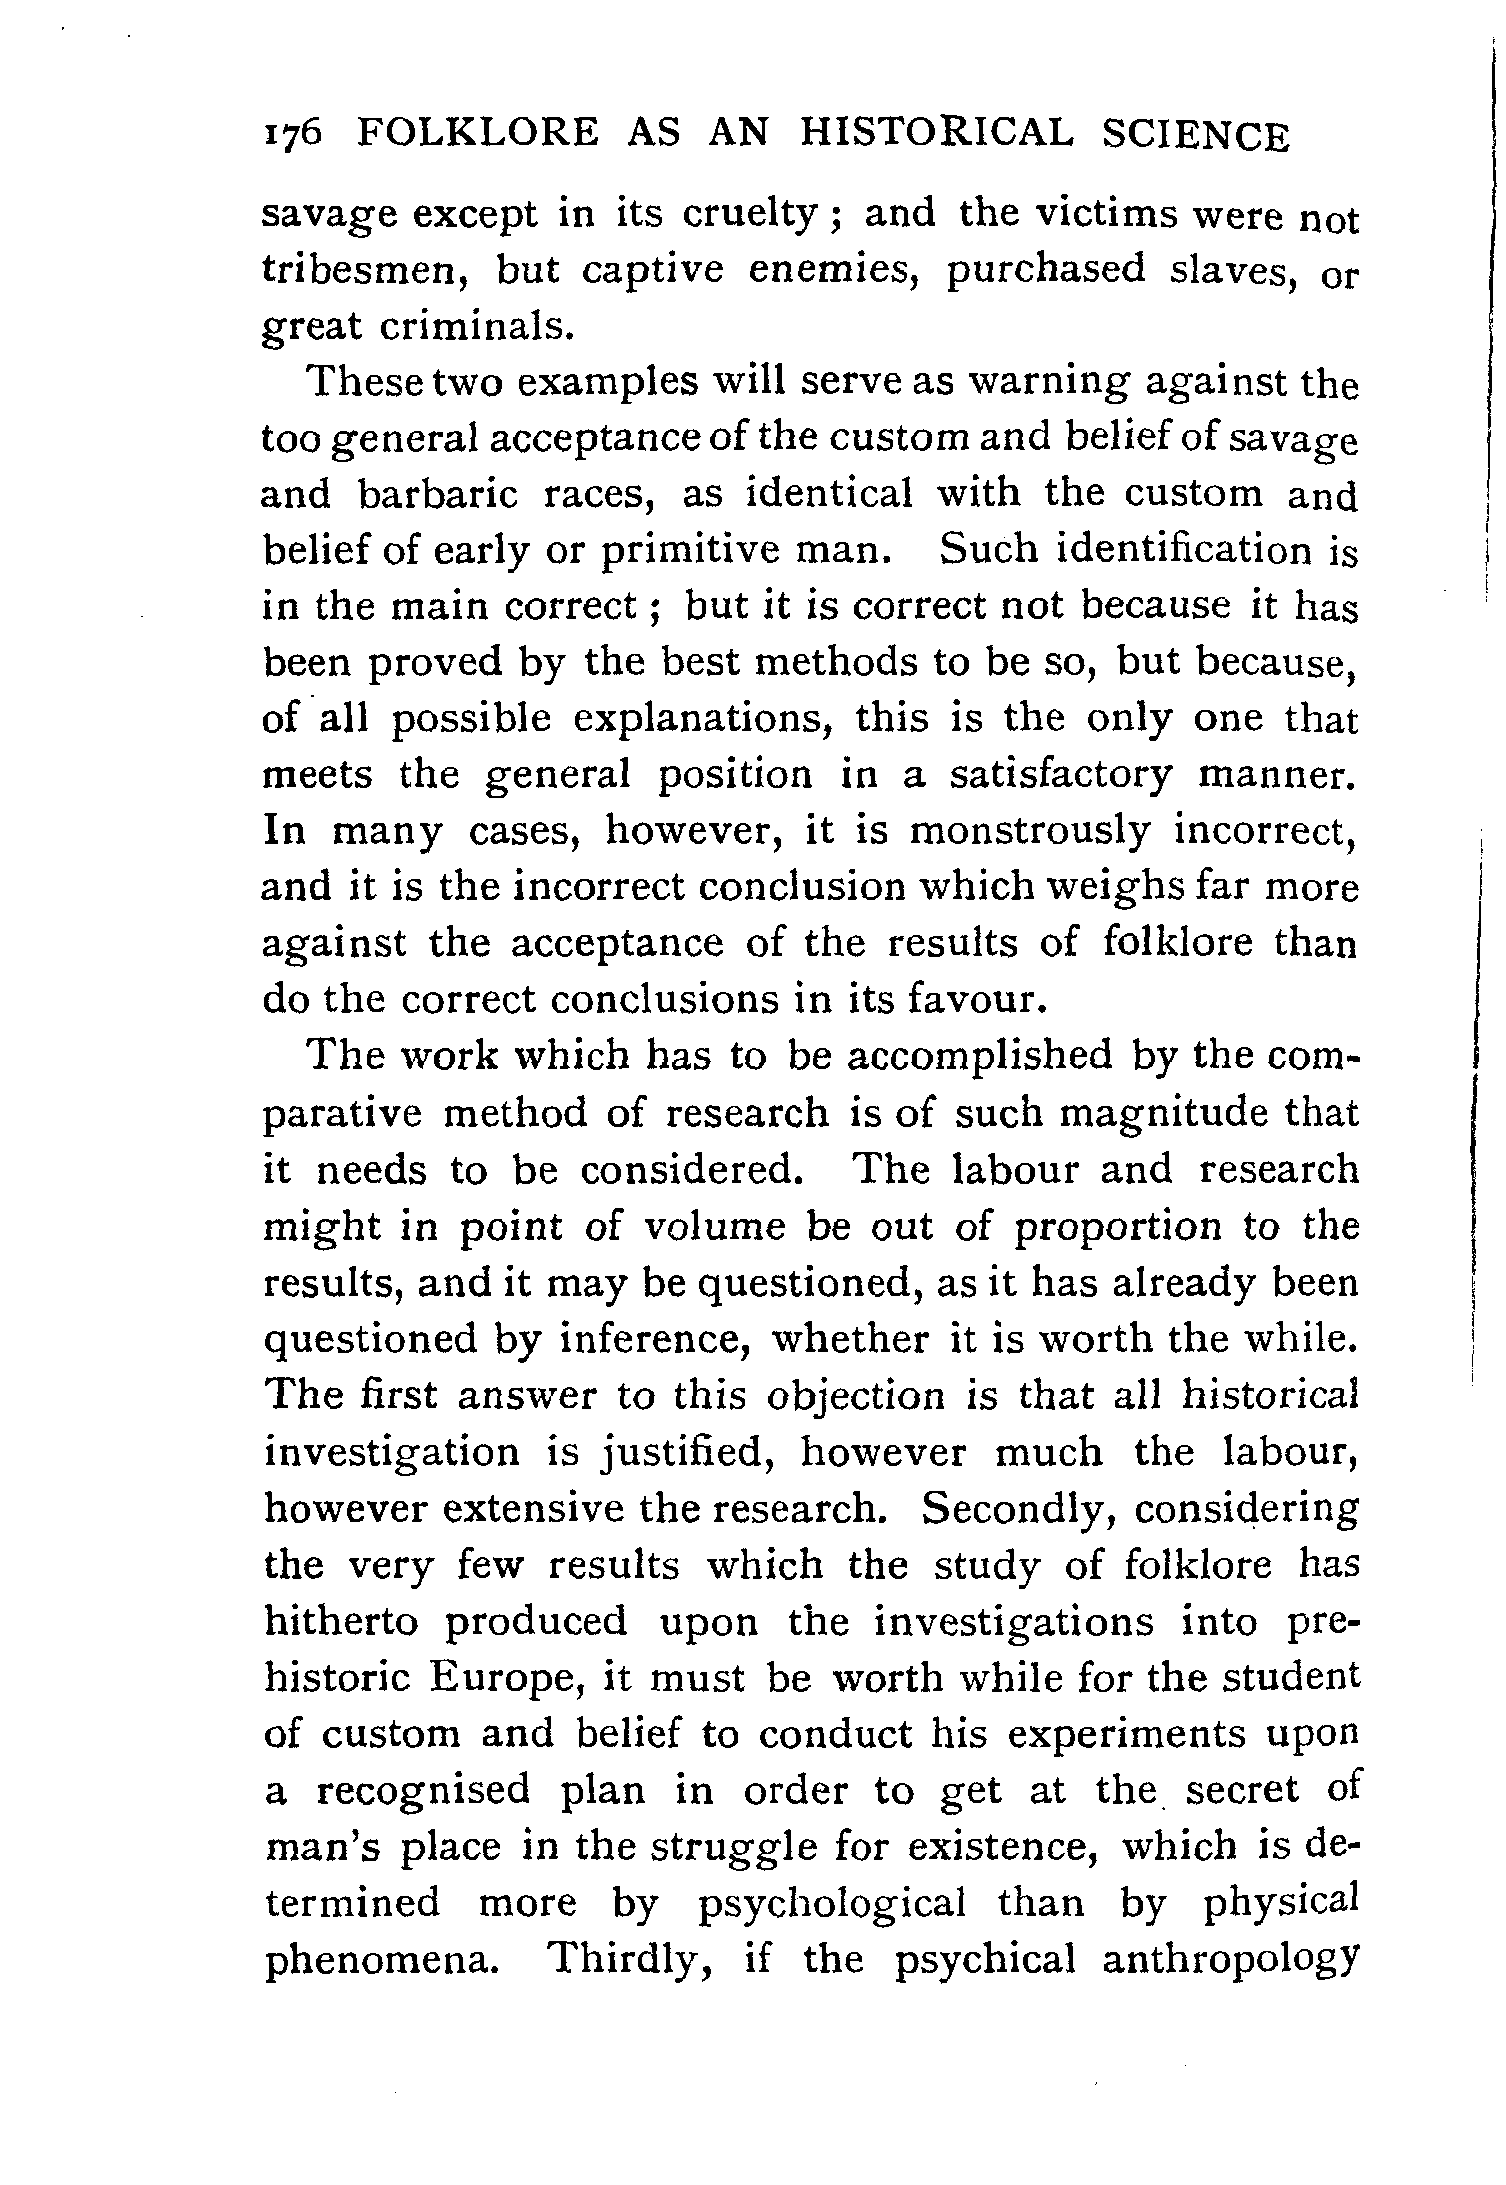 176 FOLKLORE AS AN HISTORICAL SCIENCE
savage except in its cruelty ; and the victims were not
tribesmen, but captive enemies, purchased slaves, or
great criminals.
These two examples will serve as warning against the
too general acceptance of the custom and belief of savage
and barbaric races, as identical with the custom and
belief of early or primitive man. Such identification is
in the main correct ; but it is correct not because it has
been proved by the best methods to be so, but because,
of all possible explanations, this is the only one that
meets the general position in a satisfactory manner.
In many cases, however, it is monstrously incorrect,
and it is the incorrect conclusion which weighs far more
against the acceptance of the results of folklore than
do the correct conclusions in its favour.
The work which has to be accomplished by the com-
parative method of research is of such magnitude that
it needs to be considered. The labour and research
might in point of volume be out of proportion to the
results, and it may be questioned, as it has already been
questioned by inference, whether it is worth the while.
The first answer to this objection is that all historical
investigation is justified, however much the labour,
however extensive the research. Secondly, considering
the very few results which the study of folklore has
hitherto produced upon the investigations into pre-
historic Europe, it must be worth while for the student
of custom and belief to conduct his experiments upon
a recognised plan in order to get at the secret of
man's place in the struggle for existence, which is de-
termined more by psychological than by physical
phenomena. Thirdly, if the psychical anthropology